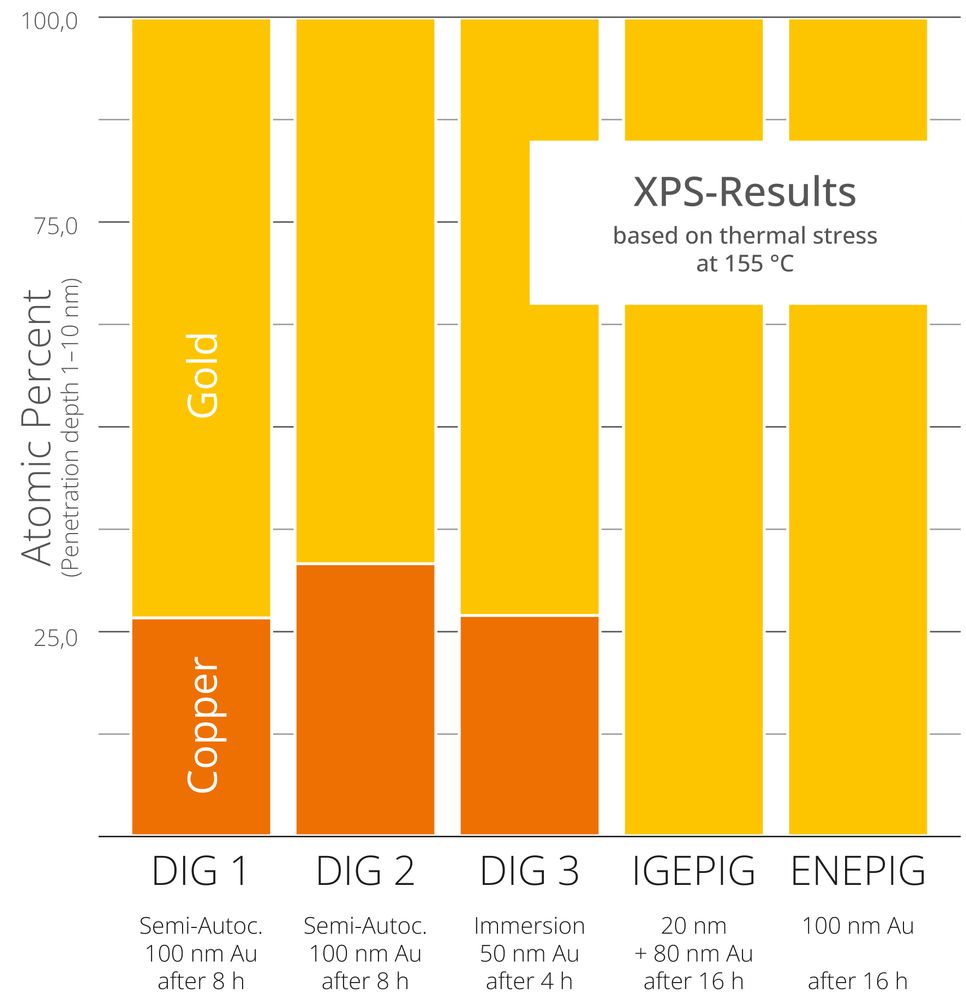 100,0
75,0
25,0
Atomic Percent
(Penetration depth 1–10 nm)
Gold
Copper
XPS-Results
based on thermal stress
at 155 °C
DIG 1
Semi-Autoc.
100 nm Au
after 8 h
DIG 2
Semi-Autoc.
100 nm Au
after 8 h
DIG 3
Immersion
50 nm Au
after 4 h
IGEPIG
20 nm
+ 80 nm Au
after 16 h
ENEPIG
100 nm Au
after 16 h